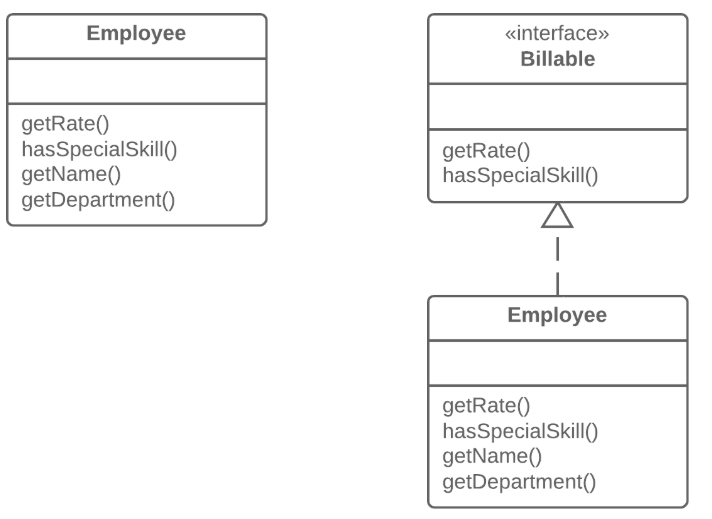 Employee
getRate()
hasSpecialSkill()
getName()
getDepartment()
«interface»
Billable
getRate()
hasSpecialSkill()
Employee
getRate()
hasSpecialSkill()
getName()
getDepartment()